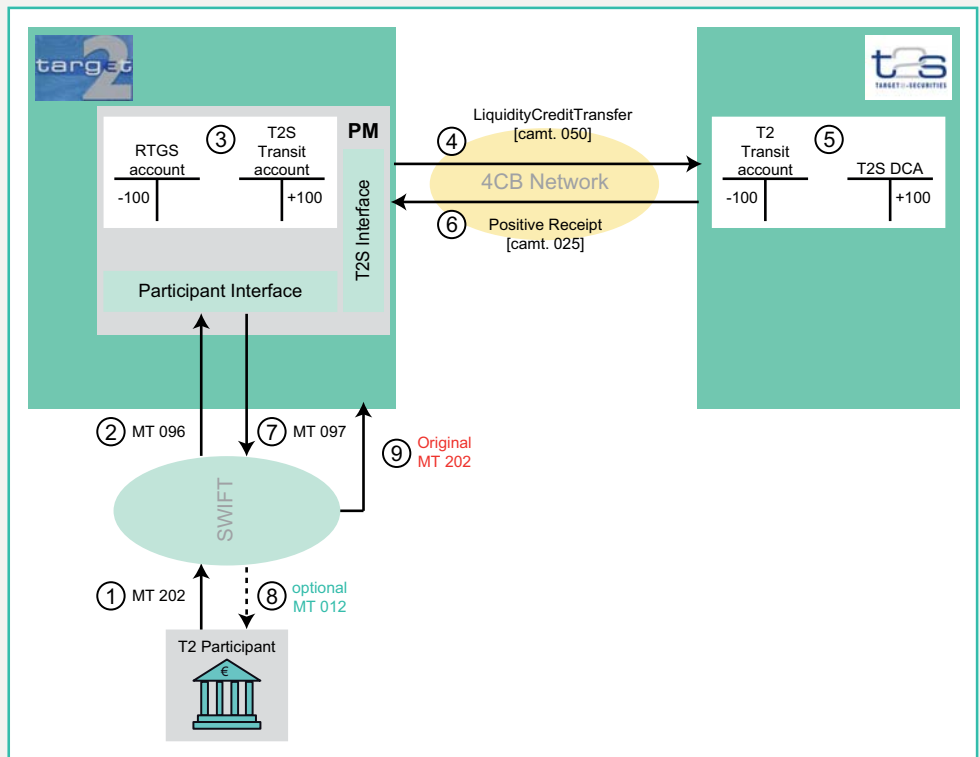 target
2
t2s
TARGET2-SECURITIES
LiquidityCreditTransfer
[camt. 050]
4CB Network
Positive Receipt
[camt. 025]
4
6
3
PM
RTGS
account
-100
T2S
Transit
account
+100
T2S Interface
Participant Interface
5
T2
Transit
account
-100
T2S DCA
+100
2 MT 096
7 MT 097
9 Original
MT 202
SWIFT
1 MT 202
8 optional
MT 012
T2 Participant
€